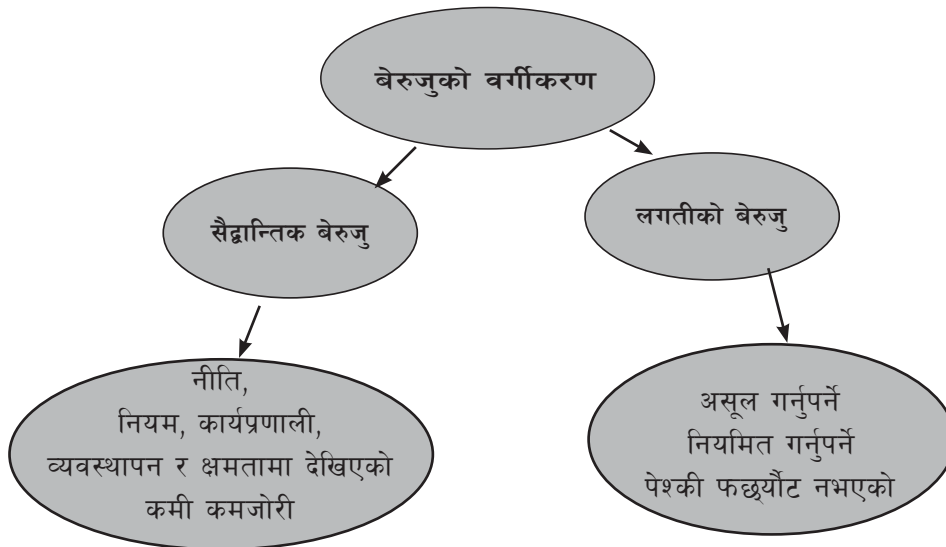 बेरुजुको वर्गीकरण
सैद्वान्तिक बेरुजु
लगतीको बेरुजु
नीति,
नियम, कार्यप्रणाली,
व्यवस्थापन र क्षमतामा देखिएको
कमी कमजोरी
असूल गर्नुपर्ने
नियमित गर्नुपर्ने
पेश्की फछ्र्यौट नभएको